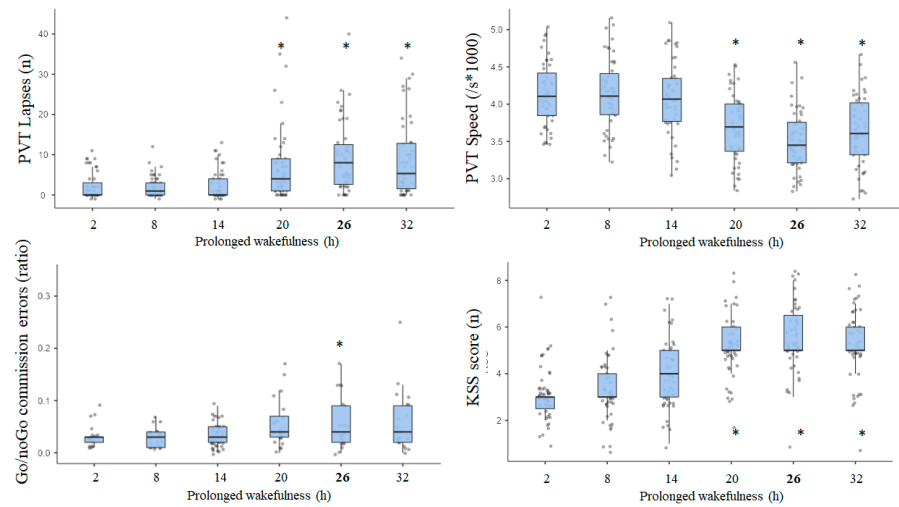 PVT Lapses (n)
40
30
20
10
0
* * *
2 8 14 20 26 32
Prolonged wakefulness (h)
PVT Speed (/s*1000)
5.0
4.5
4.0
3.5
3.0
* * *
2 8 14 20 26 32
Prolonged wakefulness (h)
Go/noGo commission errors (ratio)
0.3
0.2
0.1
0.0
*
2 8 14 20 26 32
Prolonged wakefulness (h)
KSS score (n)
8
6
4
2
* * *
2 8 14 20 26 32
Prolonged wakefulness (h)